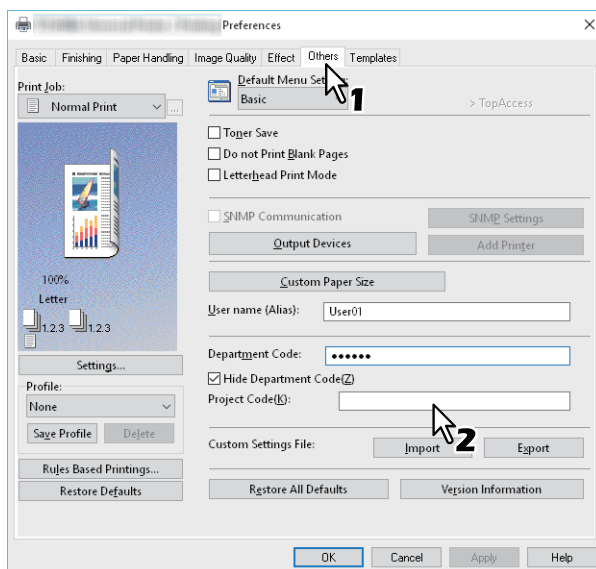 Preferences
Basic Finishing Paper Handling Image Quality Effect Others Templates
Print Job:
Normal Print
...
100%
Letter
1.2.3 1.2.3
Settings...
Profile:
None
Save Profile Delete
Rules Based Printings...
Restore Defaults
Default Menu Set
Basic
1
> TopAccess
Toner Save
Do not Print Blank Pages
Letterhead Print Mode
SNMP Communication SNMP Settings
Output Devices Add Printer
Custom Paper Size
User name (Alias): User01
Department Code: ••••••
Hide Department Code(Z)
Project Code(K):
2
Custom Settings File: Import Export
Restore All Defaults Version Information
OK Cancel Apply Help